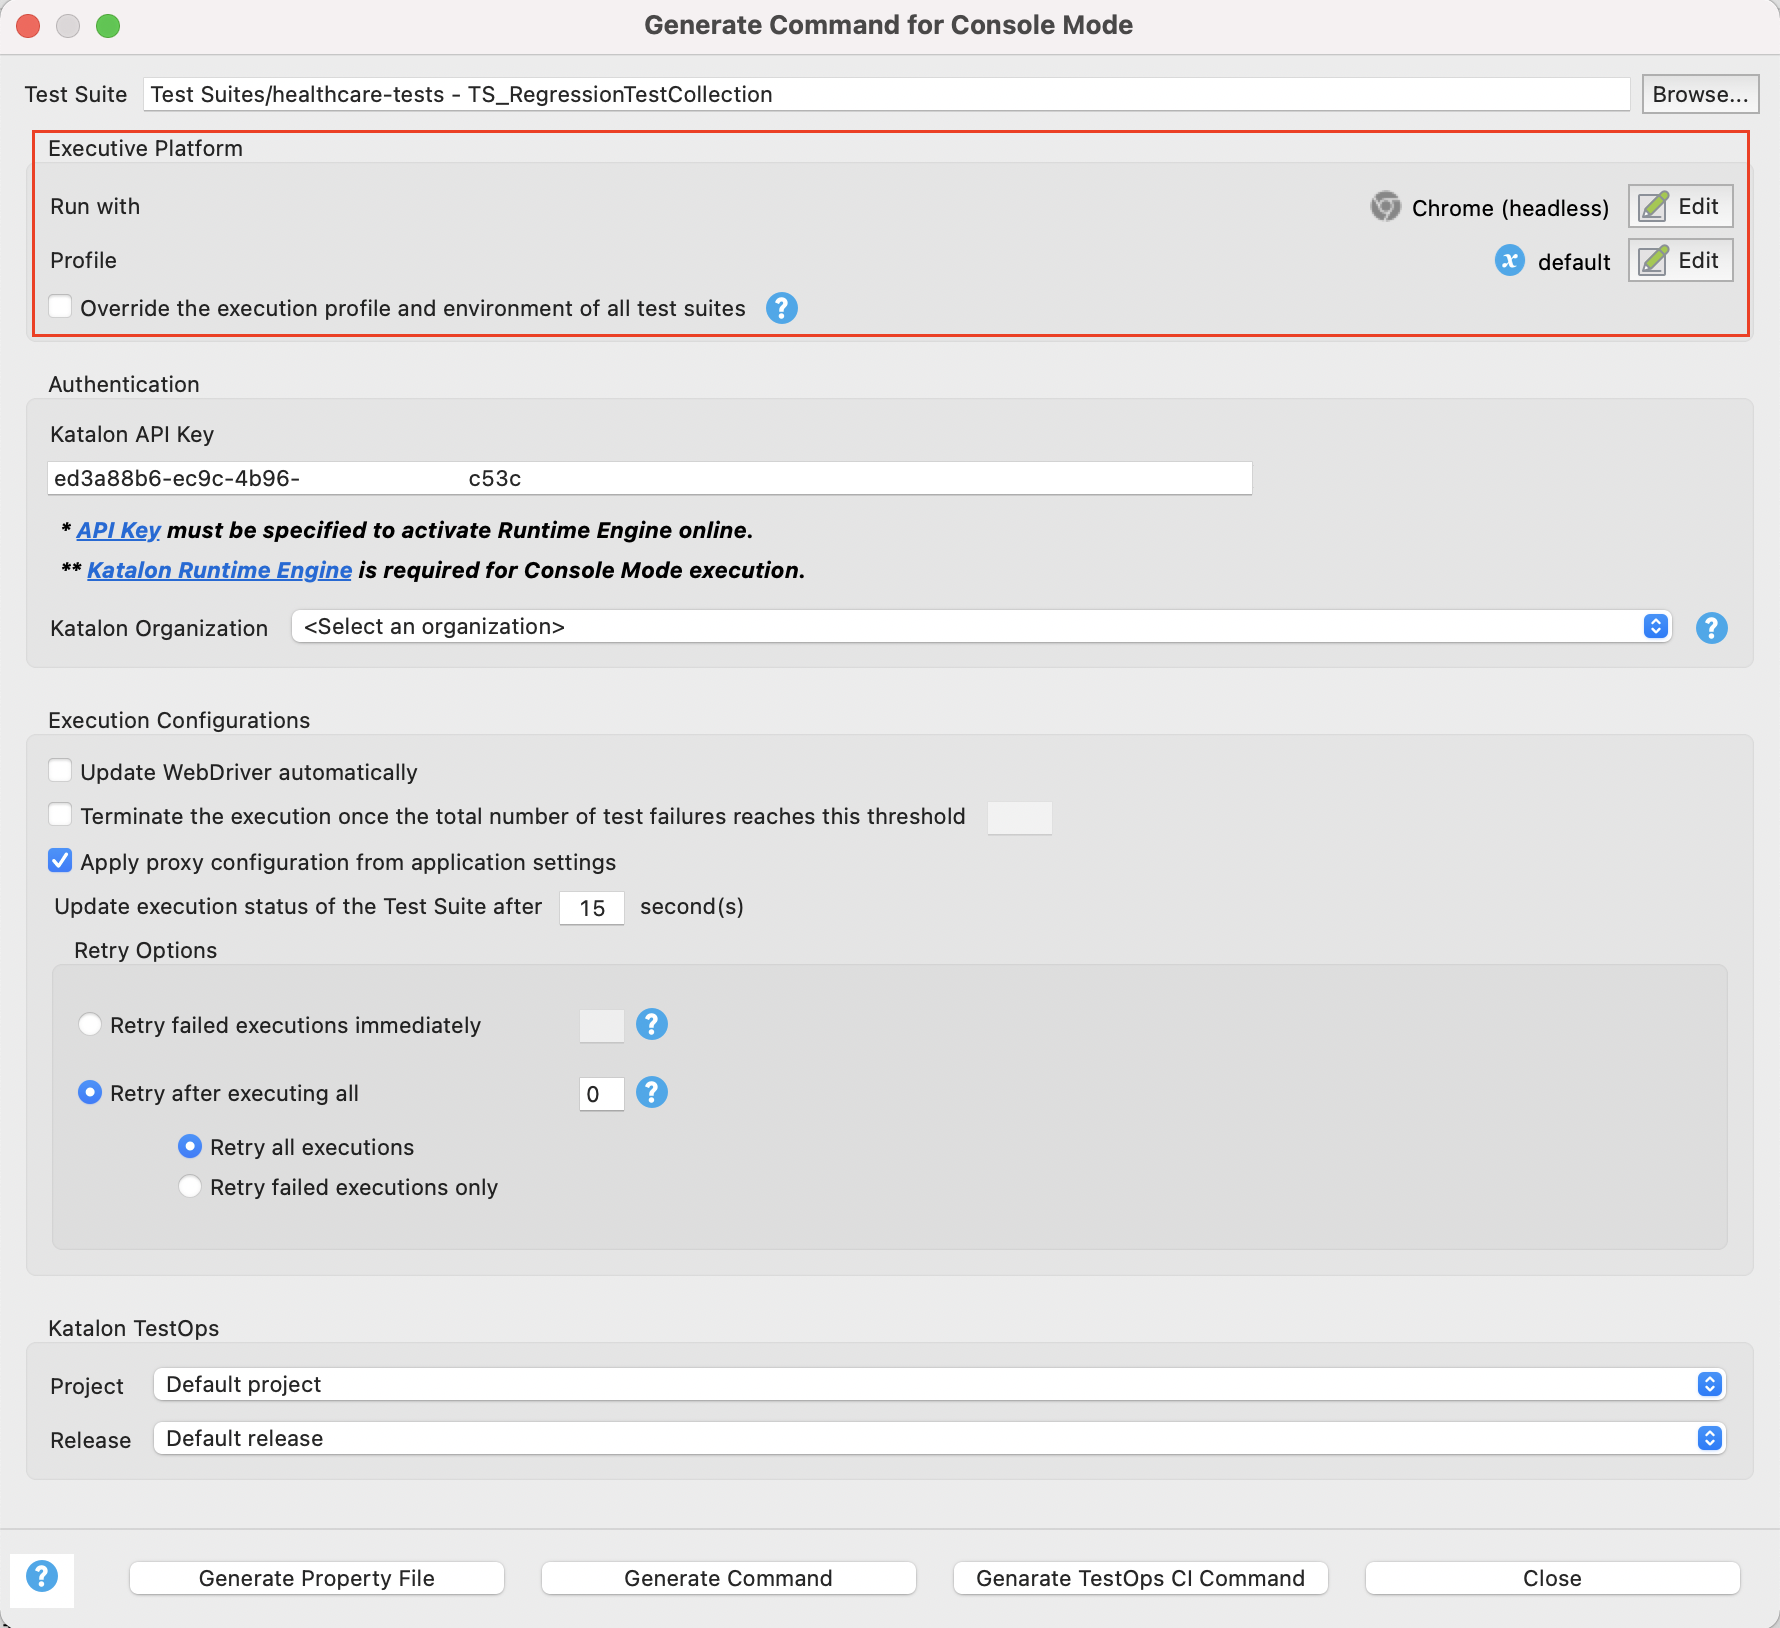 Generate Command for Console Mode
Test Suite Test Suites/healthcare-tests - TS_RegressionTestCollection Browse...
Executive Platform
Run with Chrome (headless) Edit
Profile x default Edit
Override the execution profile and environment of all test suites ?
Authentication
Katalon API Key
ed3a88b6-ec9c-4b96- c53c
* API Key must be specified to activate Runtime Engine online.
** Katalon Runtime Engine is required for Console Mode execution.
Katalon Organization <Select an organization> ?
Execution Configurations
Update WebDriver automatically
Terminate the execution once the total number of test failures reaches this threshold
Apply proxy configuration from application settings
Update execution status of the Test Suite after 15 second(s)
Retry Options
Retry failed executions immediately ?
Retry after executing all 0 ?
Retry all executions
Retry failed executions only
Katalon TestOps
Project Default project
Release Default release
? Generate Property File Generate Command Genarate TestOps CI Command Close